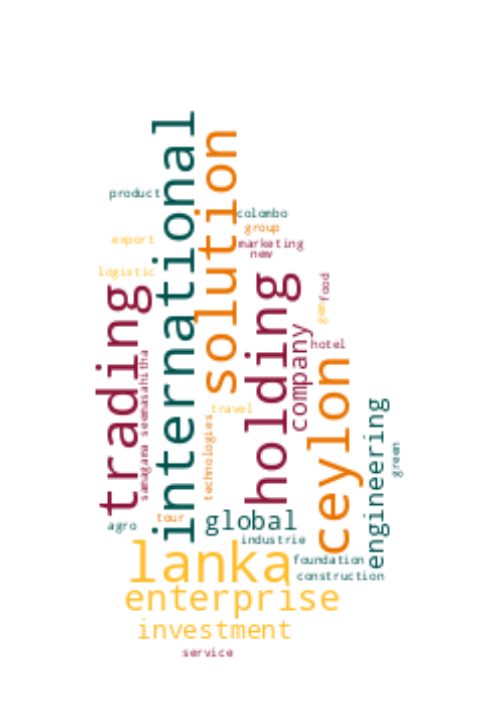 international
solution
product
colombo
group
export
marketing
new
logistic
holding
food
gem
trading
company
hotel
samagama seemasahitha
ceylon
engineering
travel
technologies
green
global
agro
tour
industrie
lanka
foundation
construction
enterprise
investment
service